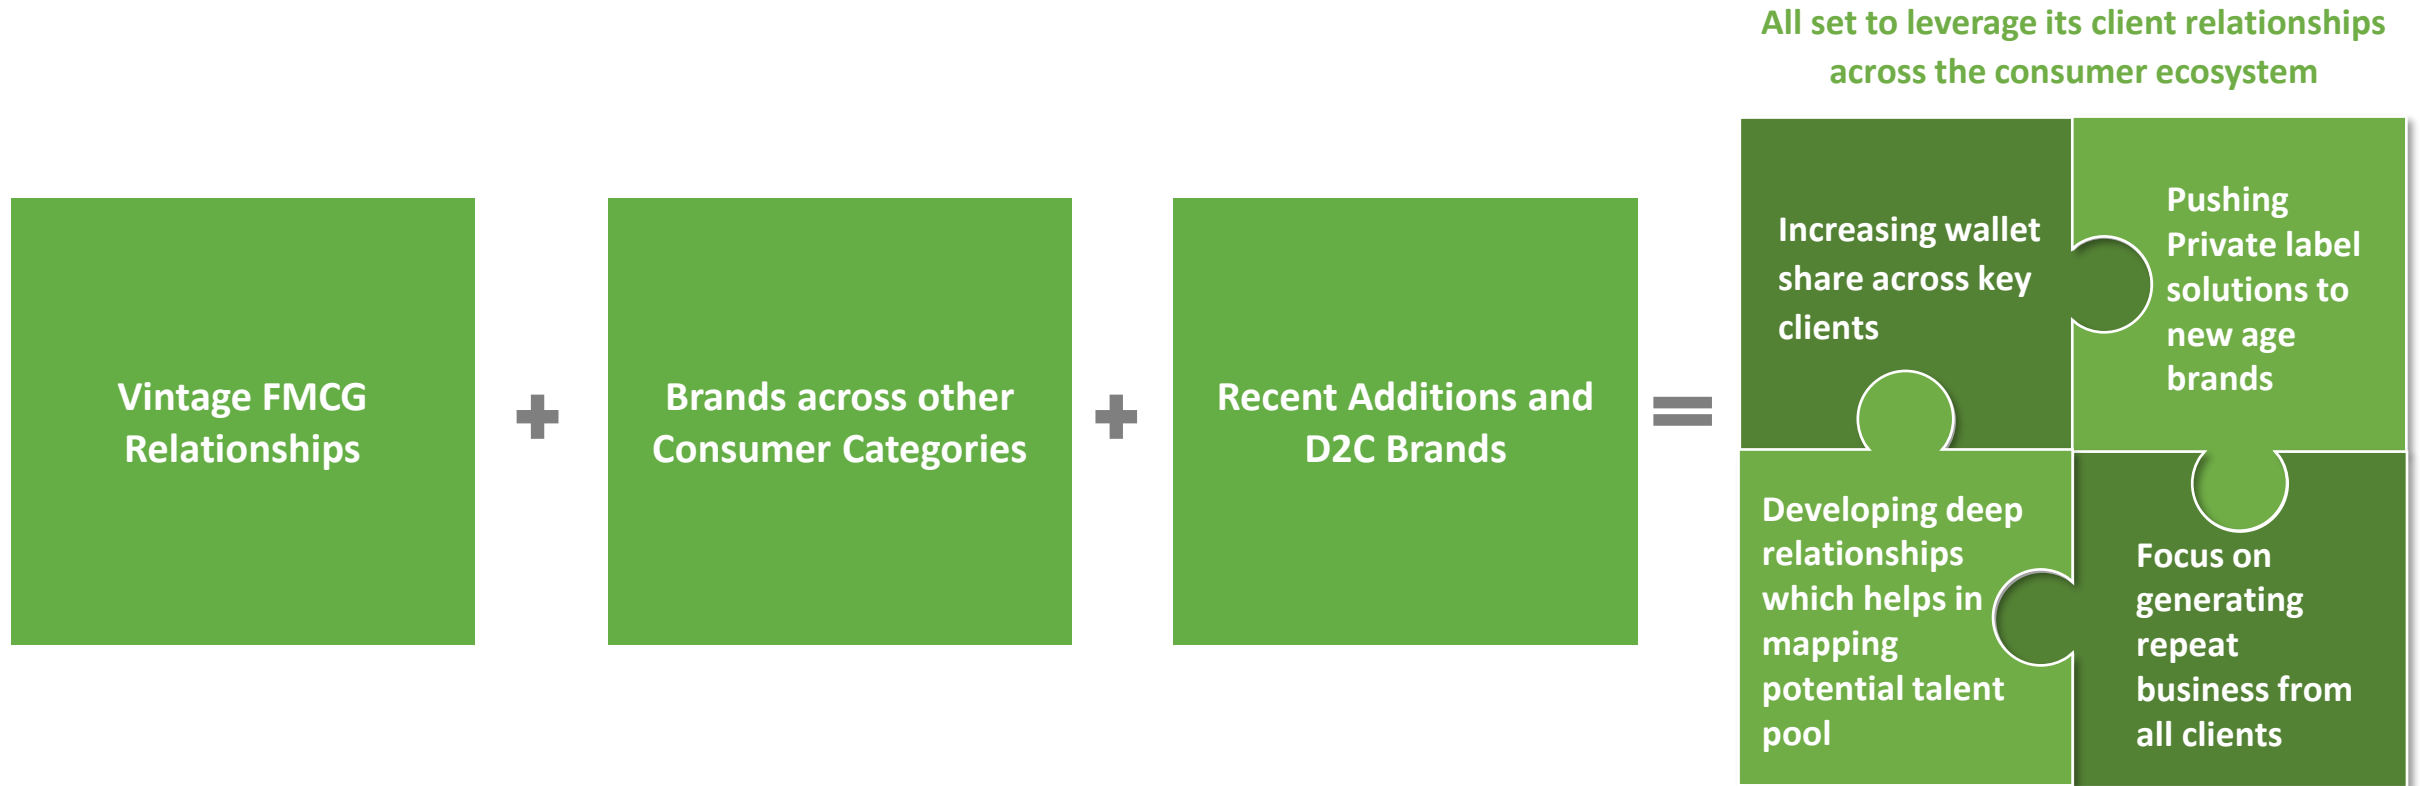 All set to leverage its client relationships
across the consumer ecosystem
Vintage FMCG
Relationships
Brands across other
Consumer Categories
Recent Additions and
D2C Brands
Increasing wallet
share across key
clients
Pushing
Private label
solutions to
new age
brands
Developing deep
relationships
which helps in
mapping
potential talent
pool
Focus on
generating
repeat
business from
all clients